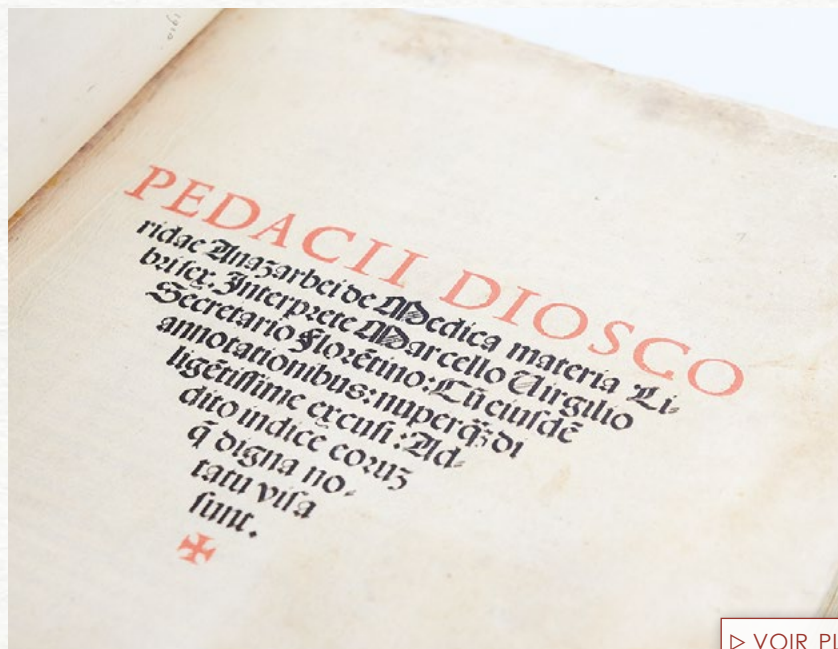 PEDACII DIOSCO
ridae Anazarbei de Medica materia Li-
bri sex. Interprete Marcello Virgilio
Secretario Florētino: Cū eiusdē
annotationibus: nuperq̃ʒ di
ligētissime excusi: Ad-
dito indice eoruʒ
q̄ digna no-
tatu visa
sunt.
▷ VOIR PL